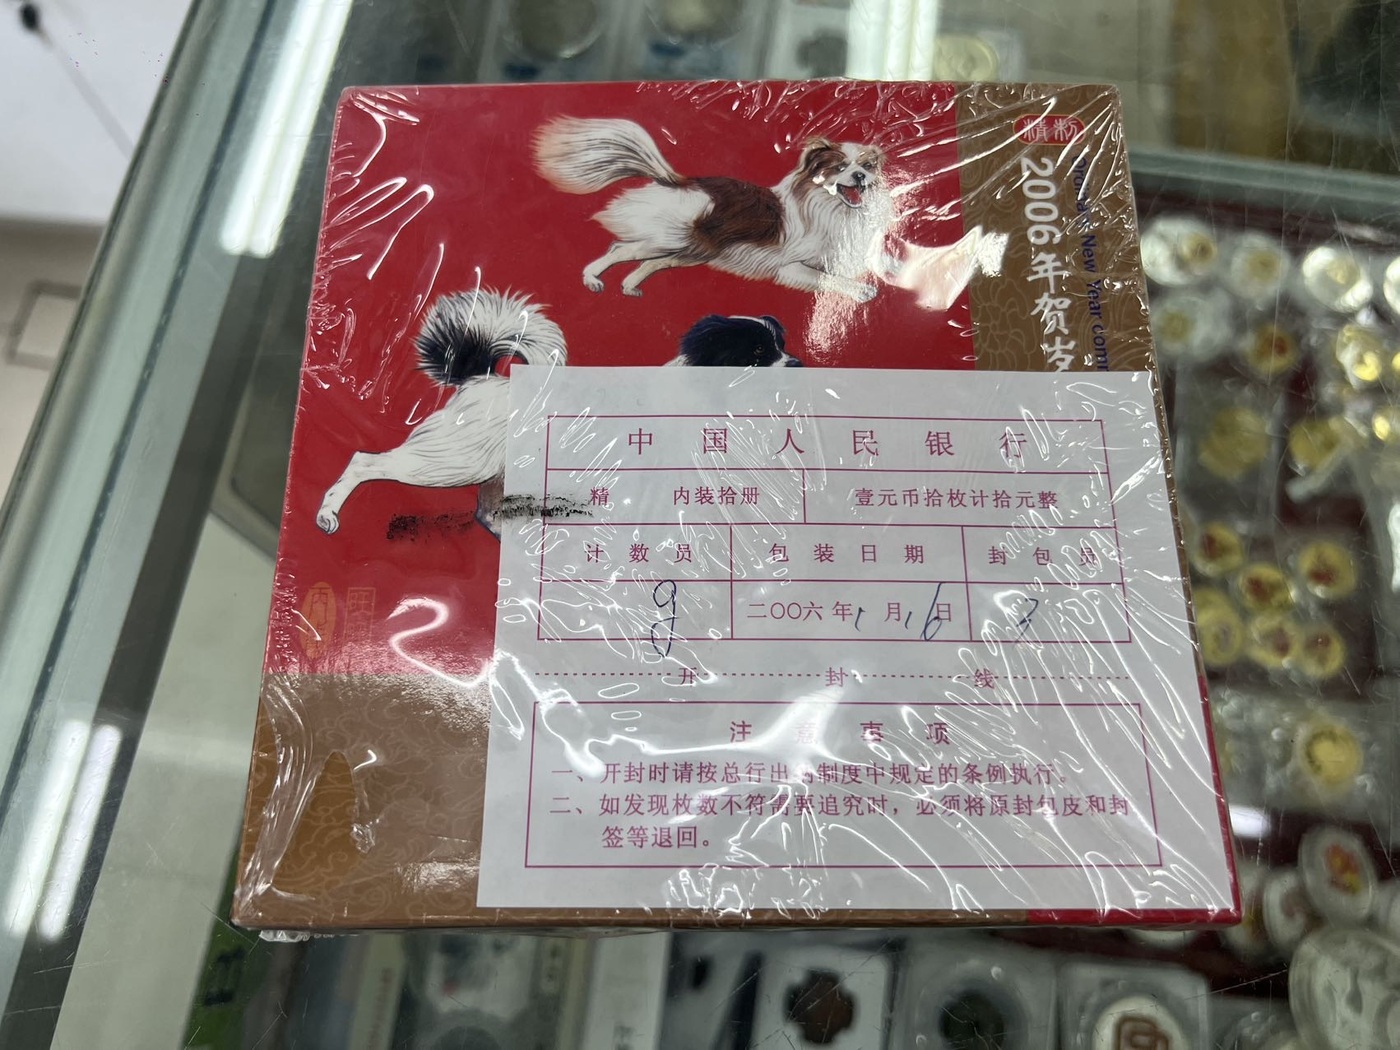 精制
2006年贺岁
New Year com
中国人民银行
精 内装拾册 壹元币拾枚计拾元整
计数员 包装日期 封包员
9 二〇〇六年1月16日 3
开封线
注意事项
一、开封时请按总行出纳制度中规定的条例执行。
二、如发现枚数不符需要追究时，必须将原封包皮和封
签等退回。